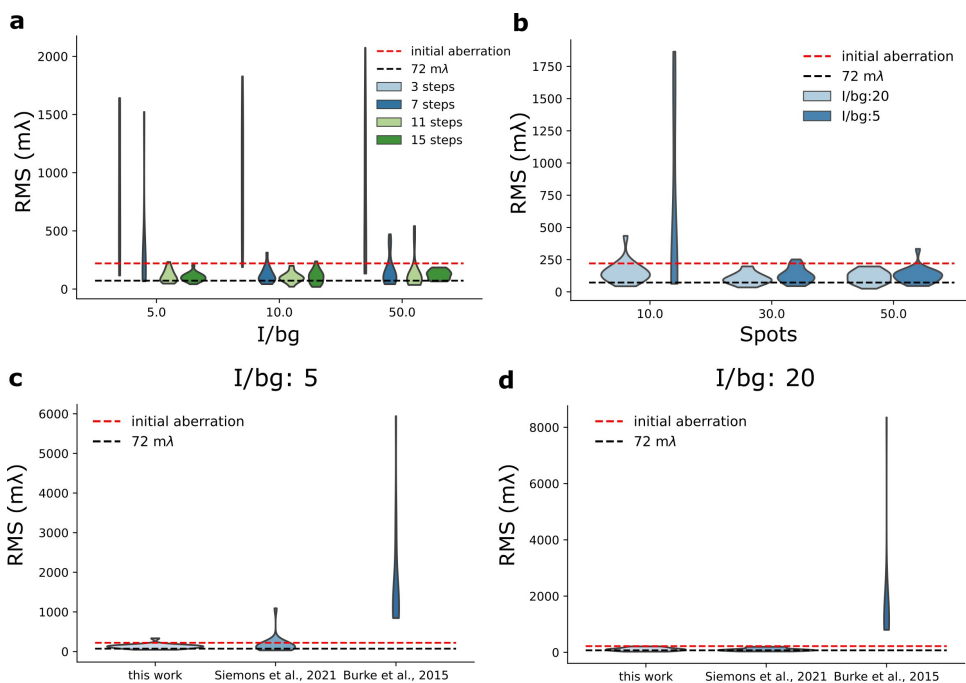 a
2000
1500
1000
500
0
RMS (mλ)
initial aberration
72 mλ
3 steps
7 steps
11 steps
15 steps
5.0 10.0 50.0
I/bg
b
1750
1500
1250
1000
750
500
250
0
RMS (mλ)
initial aberration
72 mλ
I/bg:20
I/bg:5
10.0 30.0 50.0
Spots
c
I/bg: 5
6000
5000
4000
3000
2000
1000
0
RMS (mλ)
initial aberration
72 mλ
this work Siemons et al., 2021 Burke et al., 2015
d
I/bg: 20
8000
6000
4000
2000
0
RMS (mλ)
initial aberration
72 mλ
this work Siemons et al., 2021 Burke et al., 2015